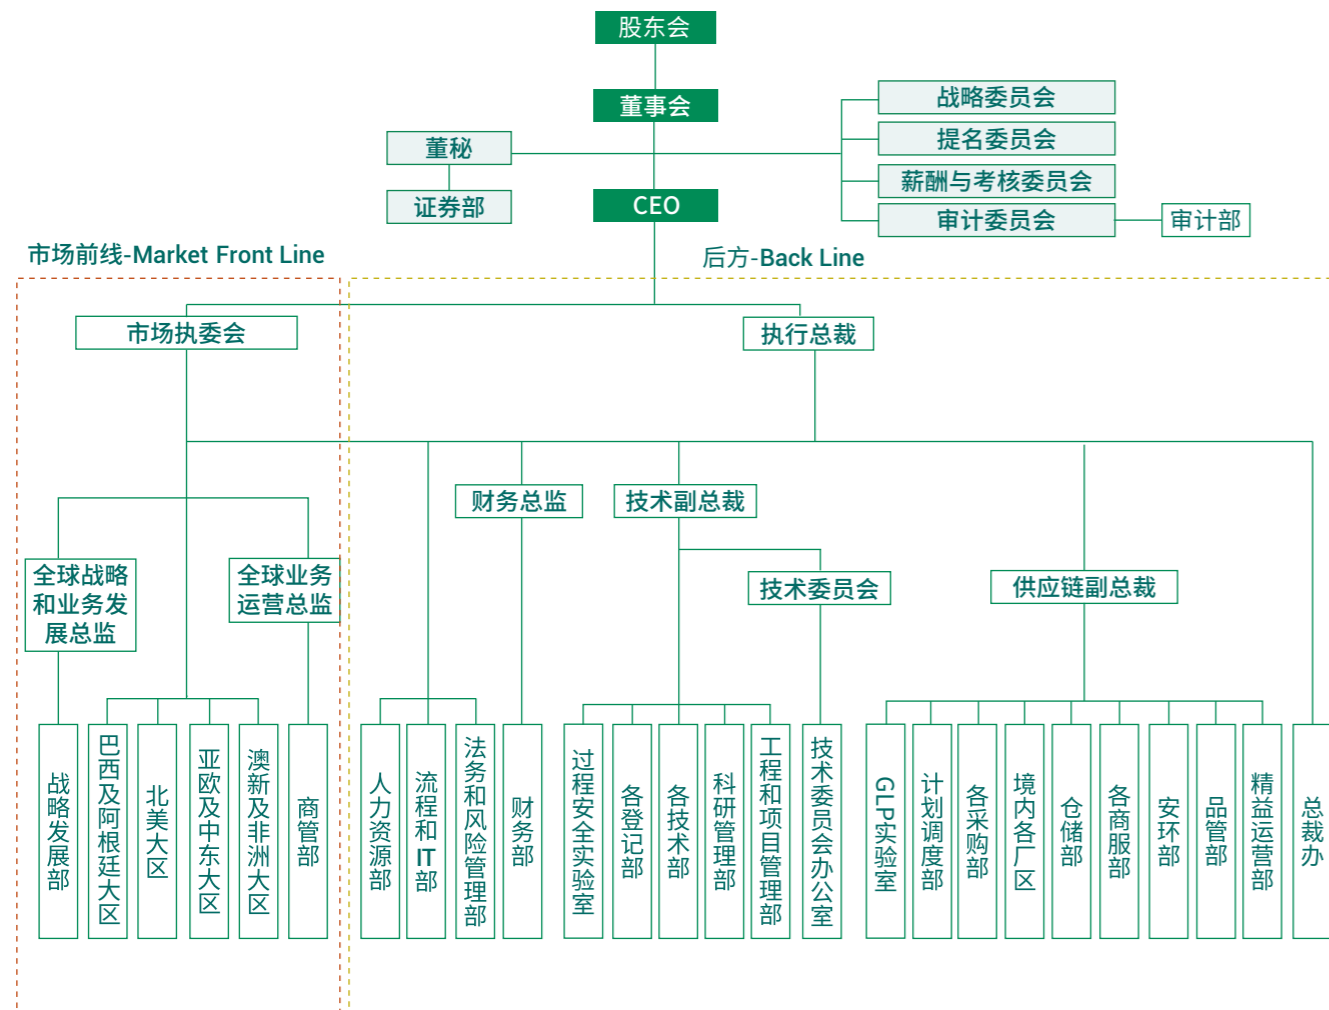 股东会
董事会
董秘
证券部
CEO
战略委员会
提名委员会
薪酬与考核委员会
审计委员会
审计部
市场前线-Market Front Line
后方-Back Line
市场执委会
执行总裁
财务总监
技术副总裁
全球战略
和业务发
展总监
全球业务
运营总监
技术委员会
供应链副总裁
战略发展部
巴西及阿根廷大区
北美大区
亚欧及中东大区
澳新及非洲大区
商管部
人力资源部
流程和IT部
法务和风险管理部
财务部
过程安全实验室
各登记部
各技术部
科研管理部
工程和项目管理部
技术委员会办公室
GLP实验室
计划调度部
各采购部
境内各厂区
仓储部
各商服部
安环部
品管部
精益运营部
总裁办